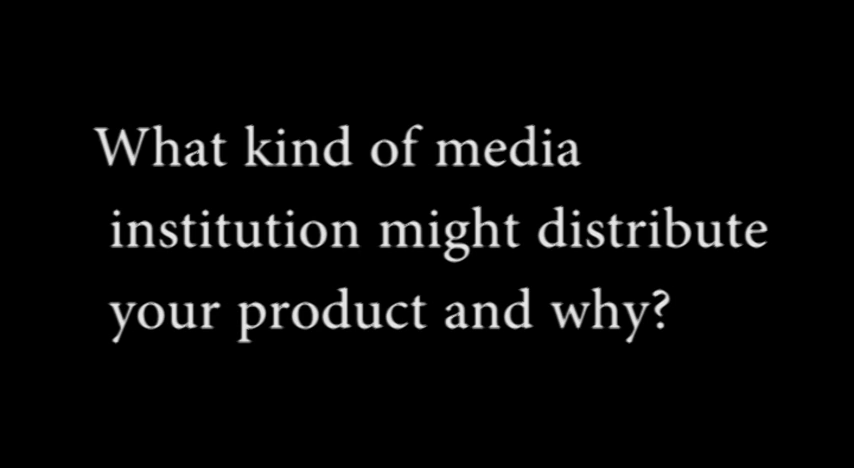 What kind of media
institution might distribute
your product and why?